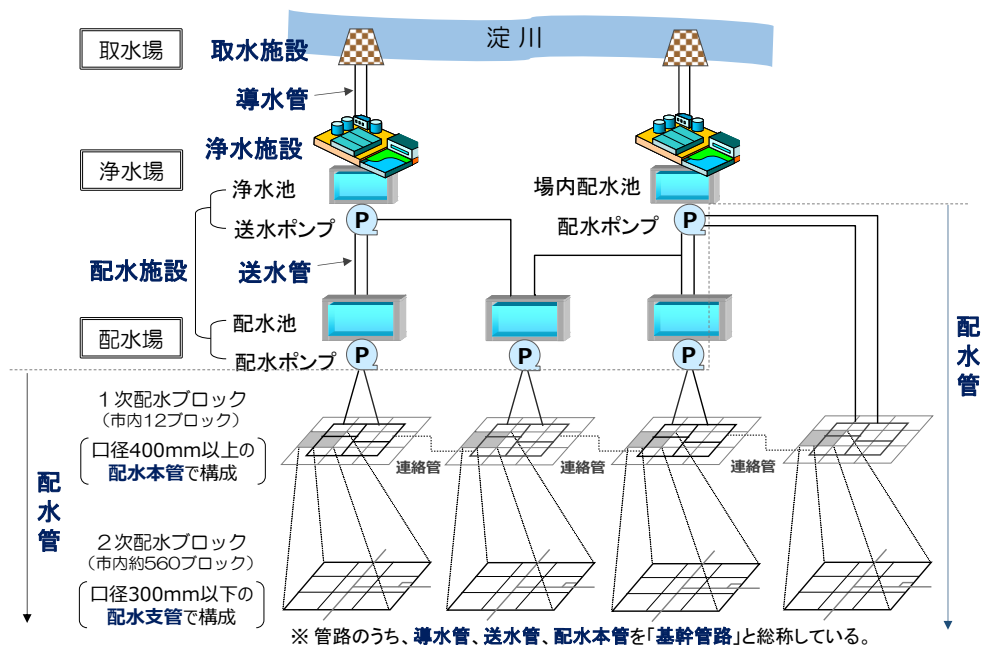 淀川
取水場
取水施設
導水管
浄水施設
浄水場
浄水池
場内配水池
送水ポンプ
P
配水ポンプ
P
配水施設
送水管
配水場
配水池
配水ポンプ
P
P
P
配水管
1次配水ブロック
(市内12ブロック)
口径400mm以上の
配水本管で構成
連絡管
連絡管
連絡管
配水管
2次配水ブロック
(市内約560ブロック)
口径300mm以下の
配水支管で構成
※ 管路のうち、導水管、送水管、配水本管を「基幹管路」と総称している。